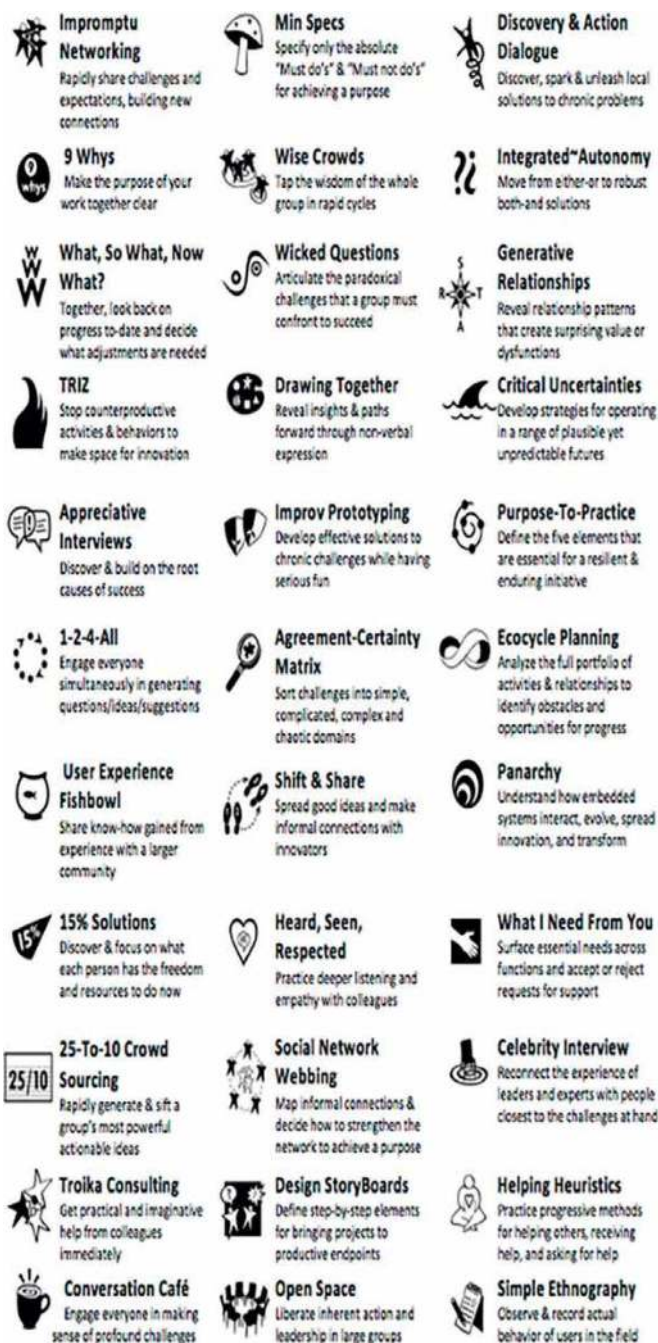 Impromptu
Networking
Rapidly share challenges and
expectations, building new
connections
9 Whys
9
whys
Make the purpose of your
work together clear
W
W
W
What, So What, Now
What?
Together, look back on
progress to-date and decide
what adjustments are needed
TRIZ
Stop counterproductive
activities & behaviors to
make space for innovation
Appreciative
Interviews
Discover & build on the root
causes of success
1-2-4-All
Engage everyone
simultaneously in generating
questions/ideas/suggestions
User Experience
Fishbowl
Share know-how gained from
experience with a larger
community
15%
15% Solutions
Discover & focus on what
each person has the freedom
and resources to do now
25/10
25-To-10 Crowd
Sourcing
Rapidly generate & sift a
group's most powerful
actionable ideas
Troika Consulting
Get practical and imaginative
help from colleagues
immediately
Conversation Café
Engage everyone in making
sense of profound challenges
Min Specs
Specify only the absolute
"Must do's" & "Must not do's"
for achieving a purpose
Wise Crowds
Tap the wisdom of the whole
group in rapid cycles
Wicked Questions
Articulate the paradoxical
challenges that a group must
confront to succeed
Drawing Together
Reveal insights & paths
forward through non-verbal
expression
Improv Prototyping
Develop effective solutions to
chronic challenges while having
serious fun
Agreement-Certainty
Matrix
Sort challenges into simple,
complicated, complex and
chaotic domains
Shift & Share
Spread good ideas and make
informal connections with
innovators
Heard, Seen,
Respected
Practice deeper listening and
empathy with colleagues
Social Network
Webbing
Map informal connections &
decide how to strengthen the
network to achieve a purpose
Design StoryBoards
Define step-by-step elements
for bringing projects to
productive endpoints
Open Space
Liberate inherent action and
leadership in large groups
Discovery & Action
Dialogue
Discover, spark & unleash local
solutions to chronic problems
Integrated~Autonomy
Move from either-or to robust
both-and solutions
S
R T
A
Generative
Relationships
Reveal relationship patterns
that create surprising value or
dysfunctions
Critical Uncertainties
Develop strategies for operating
in a range of plausible yet
unpredictable futures
Purpose-To-Practice
Define the five elements that
are essential for a resilient &
enduring initiative
Ecocycle Planning
Analyze the full portfolio of
activities & relationships to
identify obstacles and
opportunities for progress
Panarchy
Understand how embedded
systems interact, evolve, spread
innovation, and transform
What I Need From You
Surface essential needs across
functions and accept or reject
requests for support
Celebrity Interview
Reconnect the experience of
leaders and experts with people
closest to the challenges at hand
Helping Heuristics
Practice progressive methods
for helping others, receiving
help, and asking for help
Simple Ethnography
Observe & record actual
behavior of users in the field